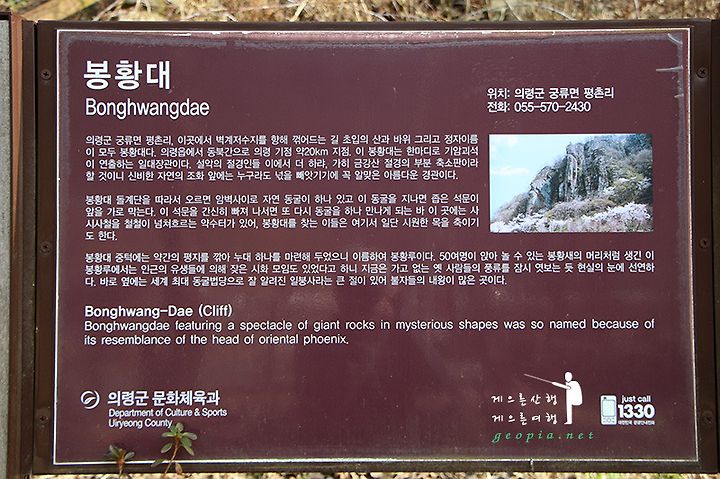 봉황대
Bonghwangdae
위치: 의령군 궁류면 평촌리
전화: 055-570-2430
의령군 궁류면 평촌리, 이곳에서 벽계저수지를 향해 꺾어드는 길 초입의 산과 바위 그리고 정자이름
이 모두 봉황대다. 의령읍에서 동북간으로 의령 기점 약20km 지점, 이 봉황대는 한마디로 기암괴석
이 연출하는 일대장관이다. 설악의 절경인들 이에서 더 하랴, 가히 금강산 절경의 부분 축소판이라
할 것이니 신비한 자연의 조화 앞에는 누구라도 넋을 빼앗기기에 꼭 알맞은 아름다운 경관이다.
봉황대 돌계단을 따라서 오르면 암벽사이로 자연 동굴이 하나 있고 이 동굴을 지나면 좁은 석문이
앞을 가로 막는다. 이 석문을 간신히 빠져 나서면 또 다시 동굴을 하나 만나게 되는 바 이 곳에는 사
시사철을 철철이 넘쳐흐르는 약수터가 있어, 봉황대를 찾는 이들은 여기서 일단 시원한 목을 축이기
도 한다.
봉황대 중턱에는 약간의 평지를 깎아 누대 하나를 마련해 두었으니 이름하여 봉황루이다. 50여명이 앉아 놀 수 있는 봉황새의 머리처럼 생긴 이
봉황루에서는 인근의 유생들에 의해 잦은 시화 모임도 있었다고 하니 지금은 가고 없는 옛 사람들의 풍류를 잠시 엿보는 듯 현실의 눈에 선연하
다. 바로 옆에는 세계 최대 동굴법당으로 잘 알려진 일붕사라는 큰 절이 있어 불자들의 내왕이 많은 곳이다.
Bonghwang-Dae (Cliff)
Bonghwangdae featuring a spectacle of giant rocks in mysterious shapes was so named because of
its resemblance of the head of oriental phoenix.
의령군 문화체육과
Department of Culture & Sports
Uiryeong County
게으른산행
게으른여행
geopia.net
just call
1330
대한민국 관광안내전화